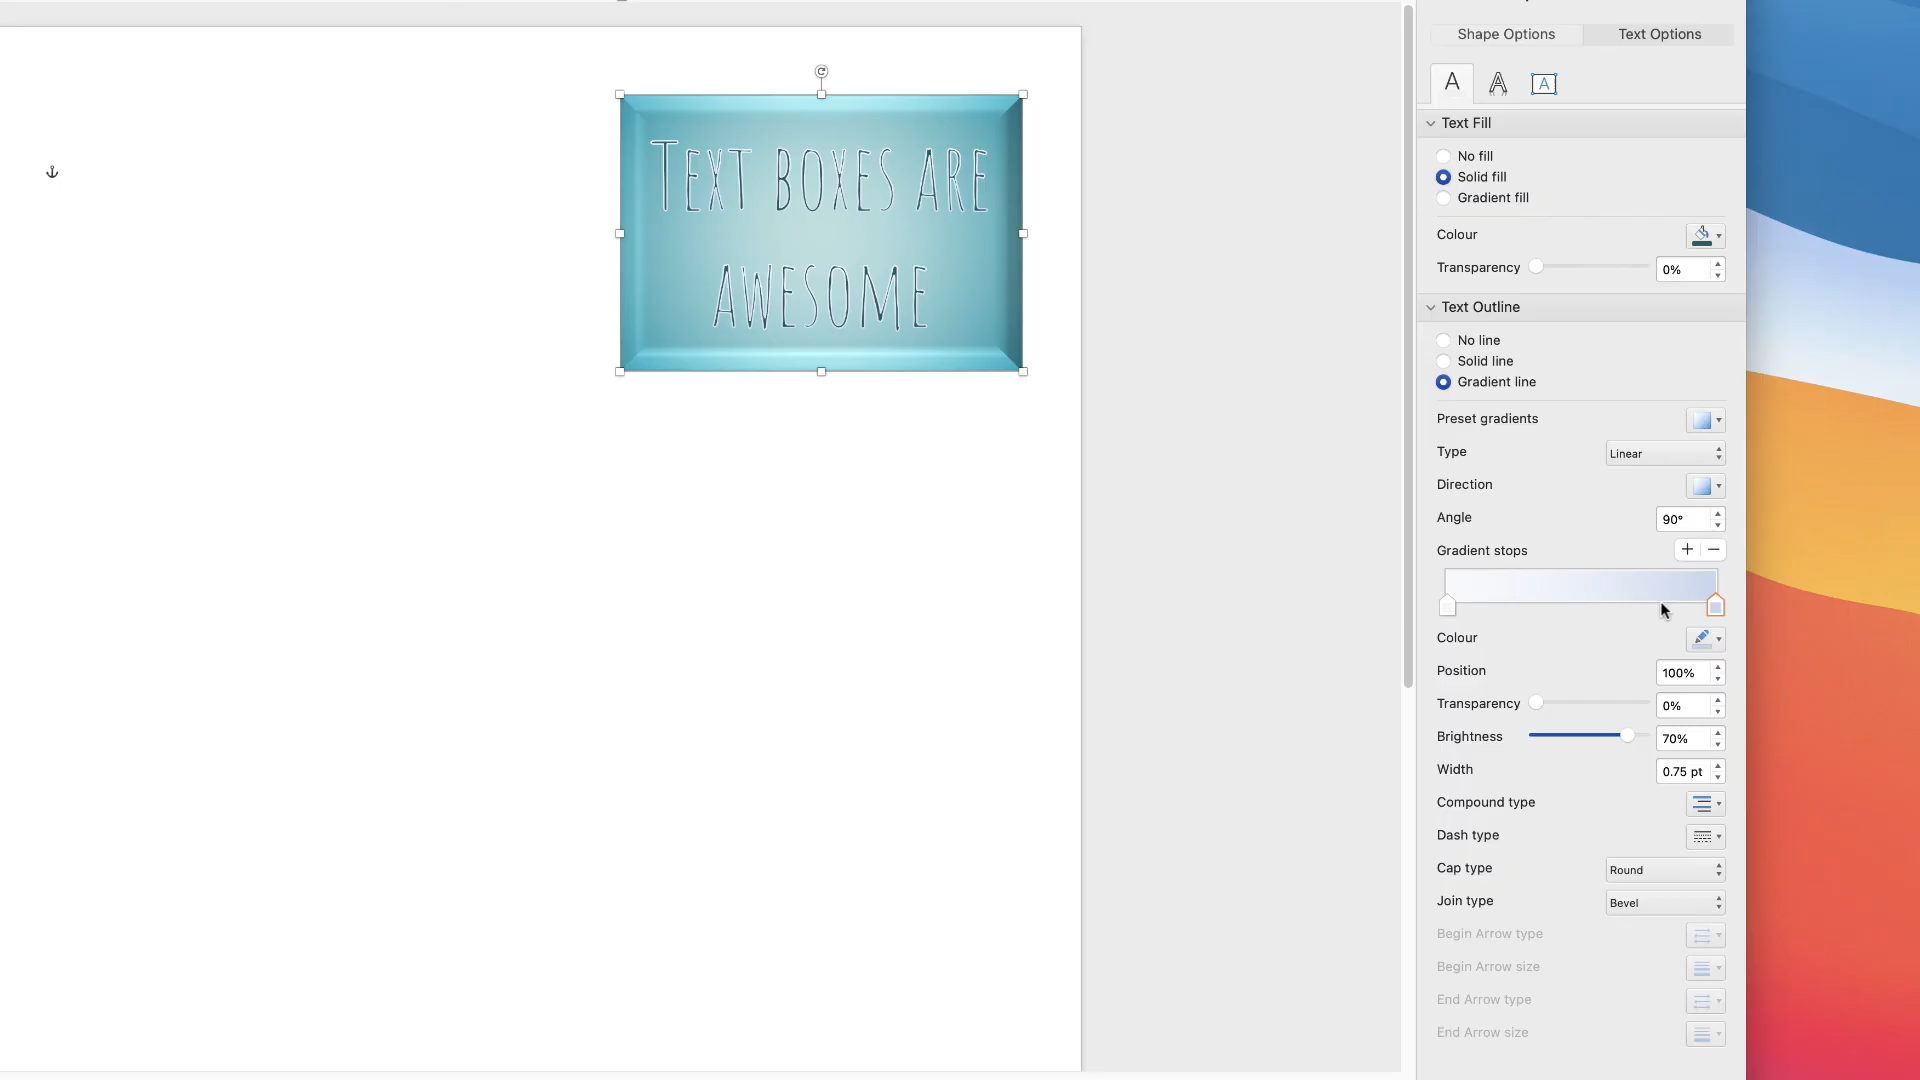 Shape Options
Text Options
TEXT BOXES ARE
AWESOME
Text Fill
No fill
Solid fill
Gradient fill
Colour
Transparency 0%
Text Outline
No line
Solid line
Gradient line
Preset gradients
Type Linear
Direction
Angle 90°
Gradient stops + −
Colour
Position 100%
Transparency 0%
Brightness 70%
Width 0.75 pt
Compound type
Dash type
Cap type Round
Join type Bevel
Begin Arrow type
Begin Arrow size
End Arrow type
End Arrow size